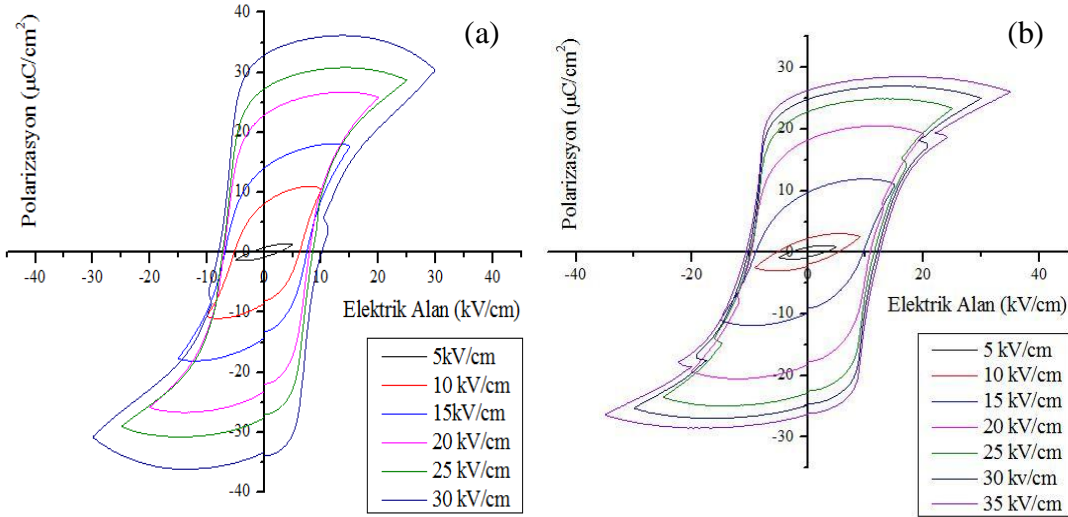 (a)
Polarizasyon (µC/cm²)
40
30
20
10
0
-10
-20
-30
-40
-40 -30 -20 -10 0 10 20 30 40
Elektrik Alan (kV/cm)
5kV/cm
10 kV/cm
15kV/cm
20 kV/cm
25 kV/cm
30 kV/cm
(b)
Polarizasyon (µC/cm²)
30
20
10
0
-10
-20
-30
-40 -20 0 20 40
Elektrik Alan (kV/cm)
5 kV/cm
10 kV/cm
15 kV/cm
20 kV/cm
25 kV/cm
30 kv/cm
35 kV/cm